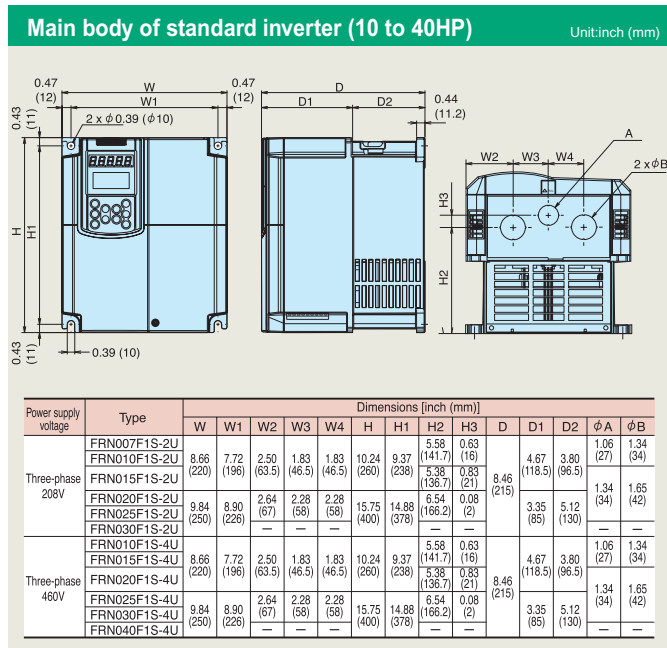 Main body of standard inverter (10 to 40HP)
Unit:inch (mm)
0.47 (12)
W
0.47 (12)
W1
2 x φ0.39 (φ10)
0.43 (11)
H
H1
0.43 (11)
0.39 (10)
D
D1
D2
0.44 (11.2)
A
W2
W3
W4
2 xφB
H3
H2
Power supply voltage
Type
Dimensions [inch (mm)]
W W1 W2 W3 W4 H H1 H2 H3 D D1 D2 φA φB
Three-phase 208V
FRN007F1S-2U
FRN010F1S-2U
FRN015F1S-2U
8.66 (220) 7.72 (196) 2.50 (63.5) 1.83 (46.5) 1.83 (46.5) 10.24 (260) 9.37 (238)
5.58 (141.7) 0.63 (16)
5.38 (136.7) 0.83 (21)
8.46 (215)
4.67 (118.5) 3.80 (96.5)
1.06 (27) 1.34 (34)
1.34 (34) 1.65 (42)
FRN020F1S-2U
FRN025F1S-2U
FRN030F1S-2U
9.84 (250) 8.90 (226)
2.64 (67) 2.28 (58) 2.28 (58)
15.75 (400) 14.88 (378)
6.54 (166.2) 0.08 (2)
3.35 (85) 5.12 (130)
— — — — — — —
Three-phase 460V
FRN010F1S-4U
FRN015F1S-4U
FRN020F1S-4U
8.66 (220) 7.72 (196) 2.50 (63.5) 1.83 (46.5) 1.83 (46.5) 10.24 (260) 9.37 (238)
5.58 (141.7) 0.63 (16)
5.38 (136.7) 0.83 (21)
8.46 (215)
4.67 (118.5) 3.80 (96.5)
1.06 (27) 1.34 (34)
1.34 (34) 1.65 (42)
FRN025F1S-4U
FRN030F1S-4U
FRN040F1S-4U
9.84 (250) 8.90 (226)
2.64 (67) 2.28 (58) 2.28 (58)
15.75 (400) 14.88 (378)
6.54 (166.2) 0.08 (2)
3.35 (85) 5.12 (130)
— — — — — — —